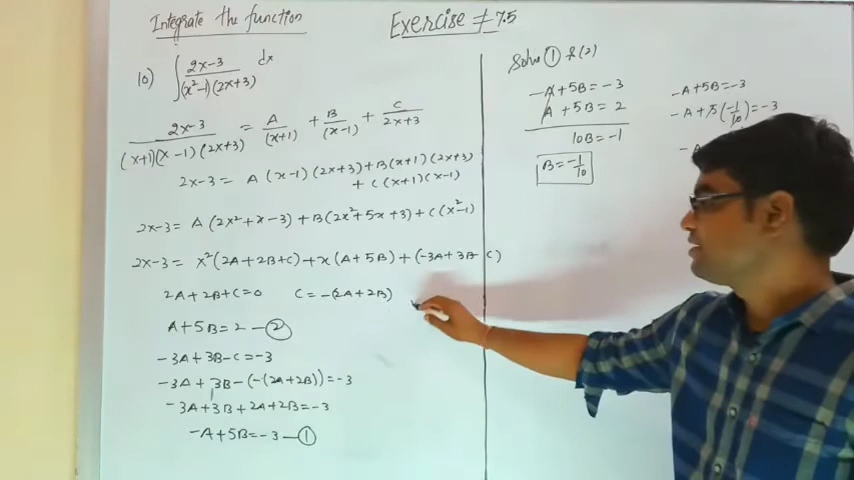 Integrate the function
Exercise ≠ 7.5
10) ∫ (2x-3)/((x²-1)(2x+3)) dx
(2x-3)/((x+1)(x-1)(2x+3)) = A/(x+1) + B/(x-1) + C/(2x+3)
2x-3 = A(x-1)(2x+3) + B(x+1)(2x+3)
+ C(x+1)(x-1)
2x-3 = A(2x²+x-3) + B(2x²+5x+3) + C(x²-1)
2x-3 = x²(2A+2B+C) + x(A+5B) + (-3A+3B-C)
2A+2B+C=0 C = -(2A+2B)
A+5B=2 — ②
-3A+3B-C=-3
-3A+3B-(-(2A+2B))=-3
-3A+3B+2A+2B=-3
-A+5B=-3 — ①
Solve ① & (2)
-A+5B=-3
A+5B=2
10B=-1
B=-1/10
-A+5B=-3
-A+5(-1/10)=-3
-A